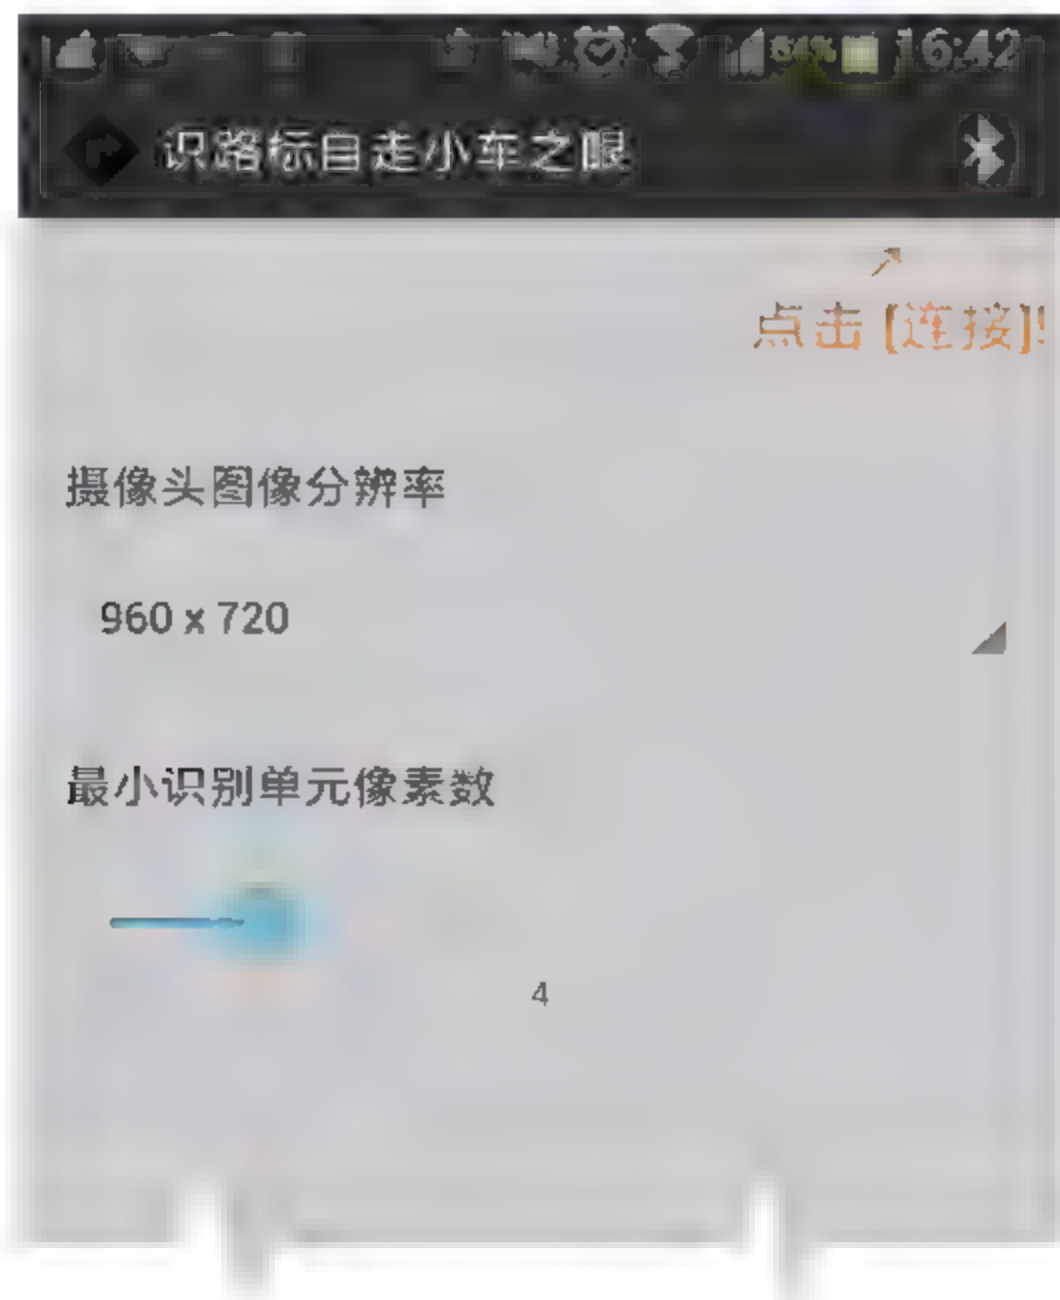 64% 16:42
识路标自走小车之眼
点击 [连接]!
摄像头图像分辨率
960 x 720
最小识别单元像素数
4